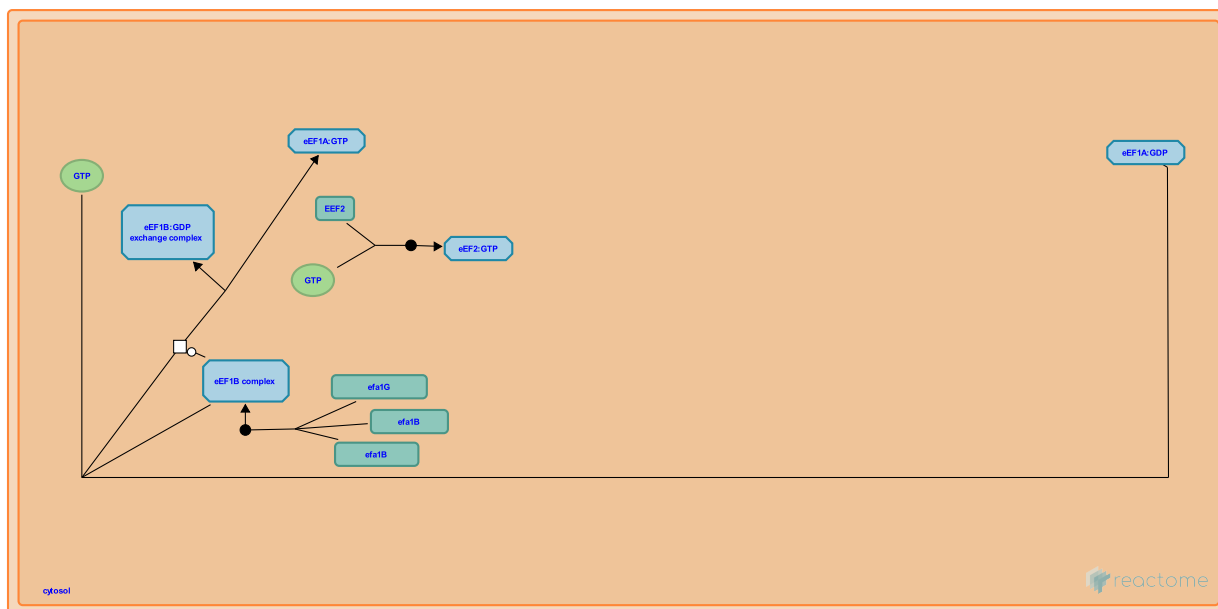 eEF1A:GTP
eEF1A:GDP
GTP
EEF2
eEF1B:GDP
exchange complex
eEF2:GTP
GTP
eEF1B complex
efa1G
efa1B
efa1B
cytosol
reactome